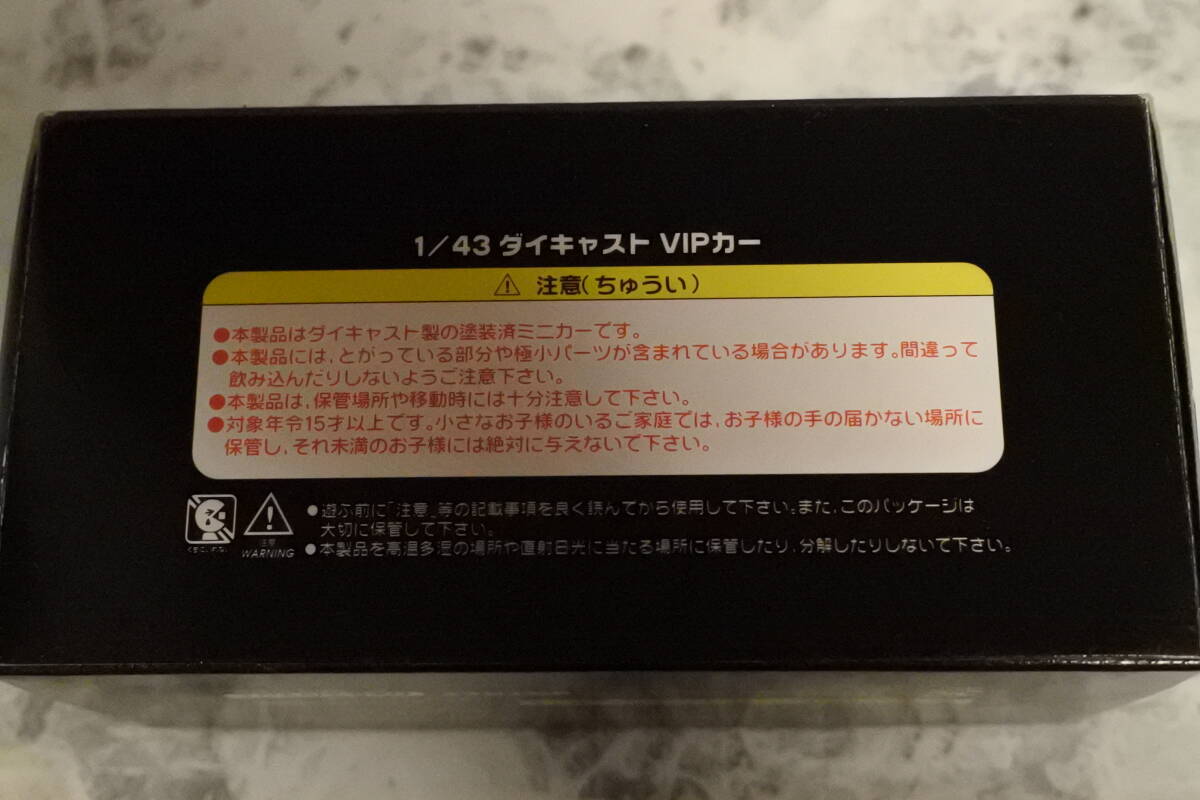 1/43 ダイキャスト VIPカー
⚠ 注意(ちゅうい)
●本製品はダイキャスト製の塗装済ミニカーです。
●本製品には、とがっている部分や極小パーツが含まれている場合があります。間違って
飲み込んだりしないようご注意下さい。
●本製品は、保管場所や移動時には十分注意して下さい。
●対象年令15才以上です。小さなお子様のいるご家庭では、お子様の手の届かない場所に
保管し、それ未満のお子様には絶対に与えないで下さい。
●遊ぶ前に「注意」等の記載事項を良く読んでから使用して下さい。また、このパッケージは
大切に保管して下さい。
●本製品を高温多湿の場所や直射日光に当たる場所に保管したり、分解したりしないで下さい。
注意
WARNING